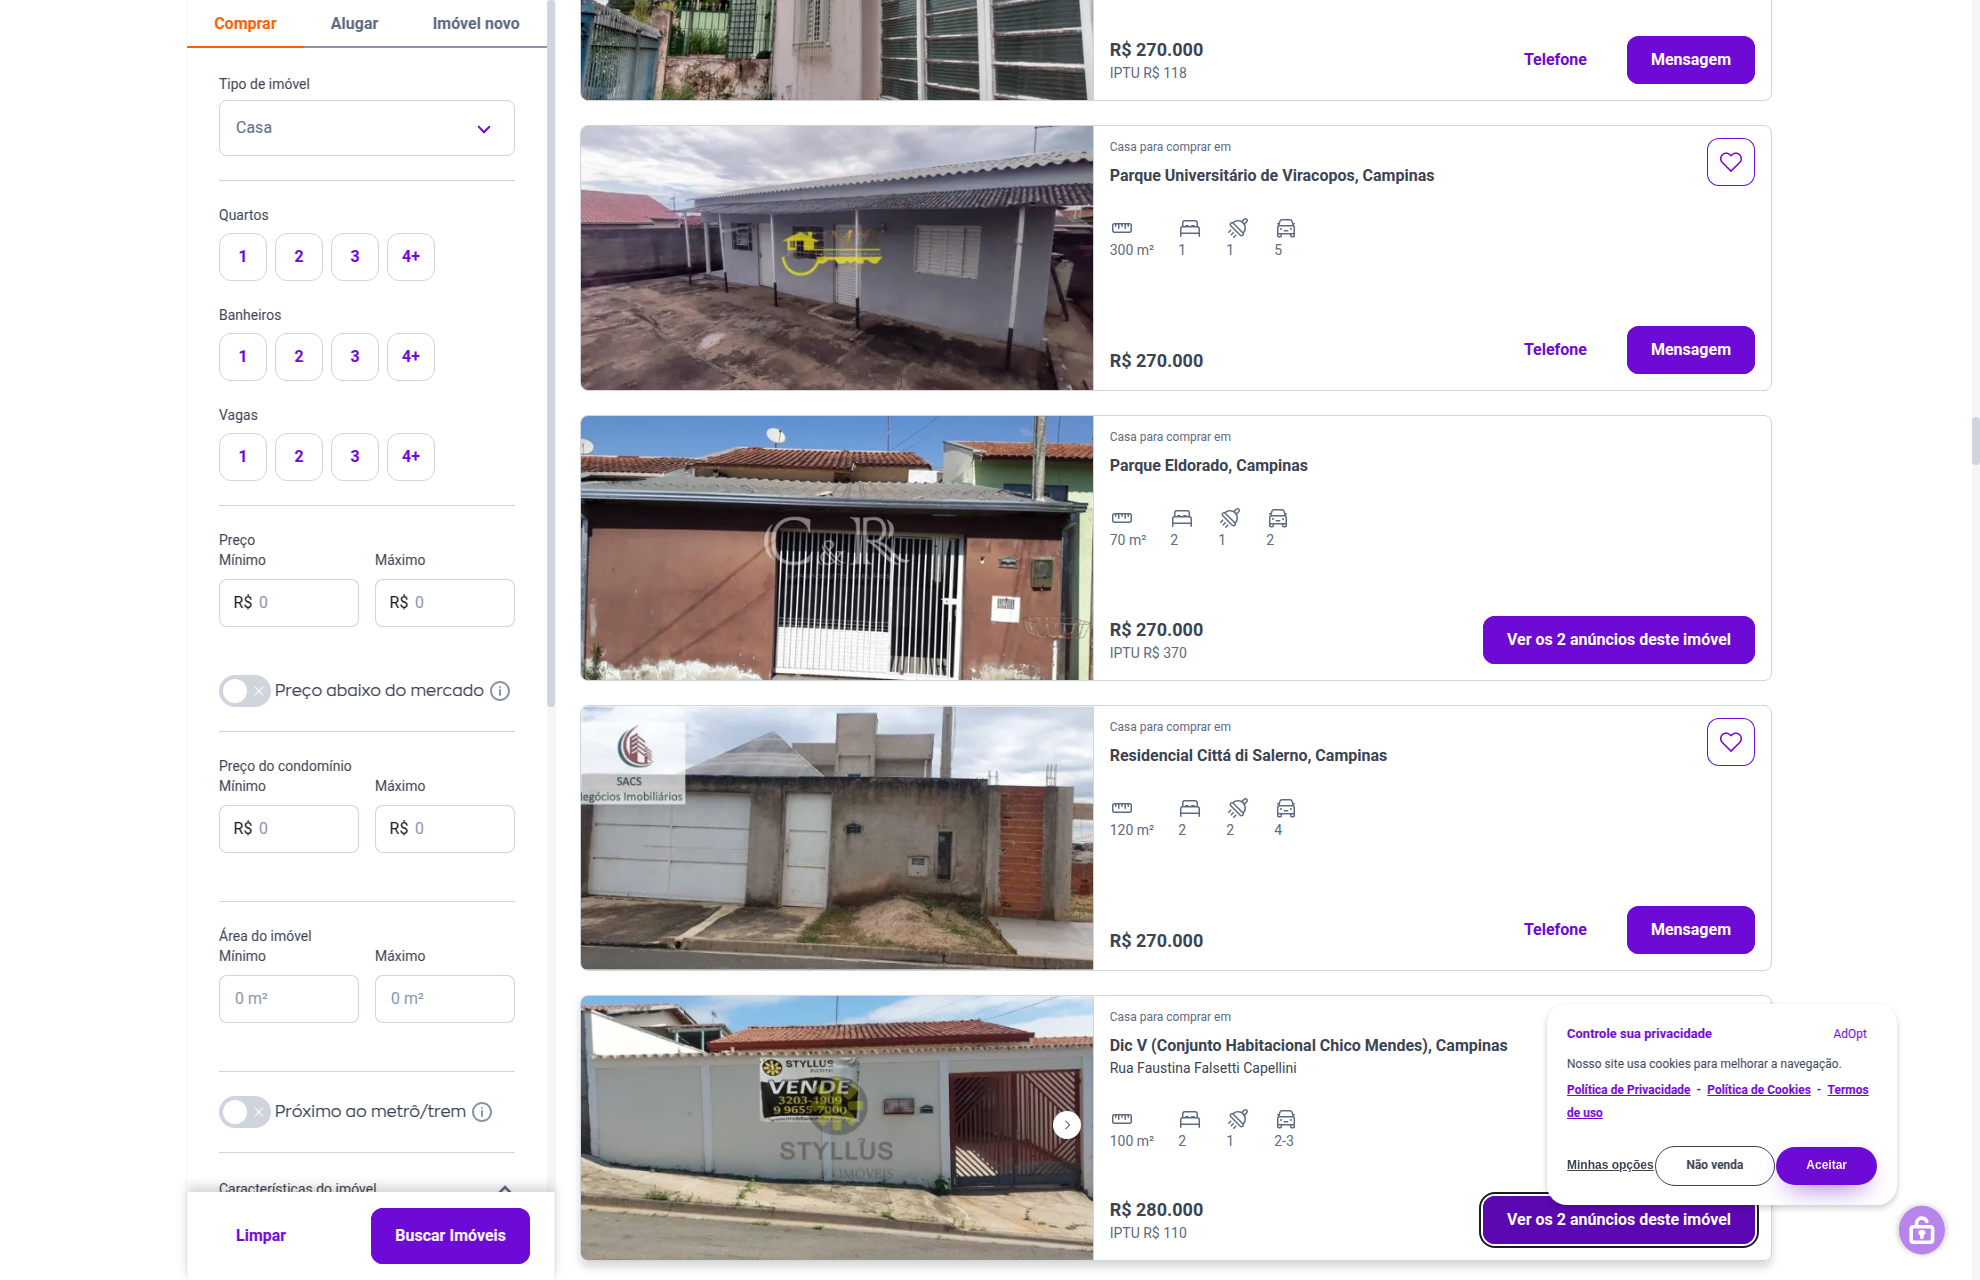 Comprar
Alugar
Imóvel novo
Tipo de imóvel
Casa
Quartos
1
2
3
4+
Banheiros
1
2
3
4+
Vagas
1
2
3
4+
Preço
Mínimo
Máximo
R$ 0
R$ 0
Preço abaixo do mercado
Preço do condomínio
Mínimo
Máximo
R$ 0
R$ 0
Área do imóvel
Mínimo
Máximo
0 m²
0 m²
Próximo ao metrô/trem
Características do imóvel
Limpar
Buscar Imóveis
R$ 270.000
IPTU R$ 118
Telefone
Mensagem
Casa para comprar em
Parque Universitário de Viracopos, Campinas
300 m²
1
1
5
R$ 270.000
Telefone
Mensagem
C&R
Casa para comprar em
Parque Eldorado, Campinas
70 m²
2
1
2
R$ 270.000
IPTU R$ 370
Ver os 2 anúncios deste imóvel
SACS
Negócios Imobiliários
Casa para comprar em
Residencial Cittá di Salerno, Campinas
120 m²
2
2
4
R$ 270.000
Telefone
Mensagem
STYLLUS
VENDE
3203-1909
9 9655-7000
STYLLUS
IMÓVEIS
Casa para comprar em
Dic V (Conjunto Habitacional Chico Mendes), Campinas
Rua Faustina Falsetti Capellini
100 m²
2
1
2-3
R$ 280.000
IPTU R$ 110
Ver os 2 anúncios deste imóvel
Controle sua privacidade
AdOpt
Nosso site usa cookies para melhorar a navegação.
Política de Privacidade - Política de Cookies - Termos
de uso
Minhas opções
Não venda
Aceitar